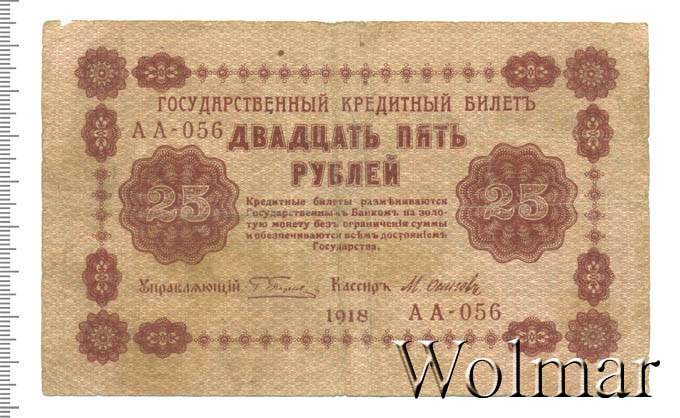 ГОСУДАРСТВЕННЫЙ КРЕДИТНЫЙ БИЛЕТЪ
АА-056 ДВАДЦАТЬ ПЯТЬ
РУБЛЕЙ
25 25
Кредитные билеты размѣниваются
Государственнымъ Банкомъ на золо-
тую монету безъ ограниченія суммы
и обезпечиваются всѣмъ достояніемъ
Государства.
Управляющій Кассиръ
1918 АА-056
Wolmar